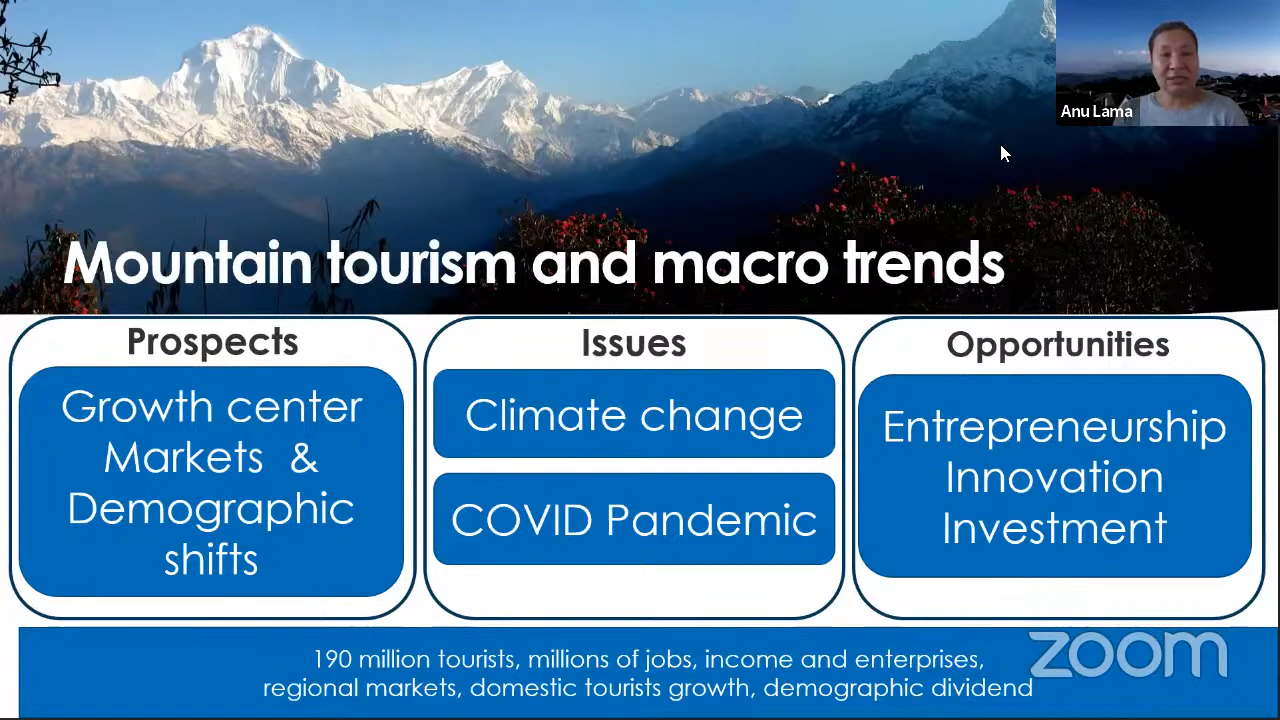 Anu Lama
Mountain tourism and macro trends
Prospects
Growth center
Markets &
Demographic
shifts
Issues
Climate change
COVID Pandemic
Opportunities
Entrepreneurship
Innovation
Investment
190 million tourists, millions of jobs, income and enterprises,
regional markets, domestic tourists growth, demographic dividend
zoom